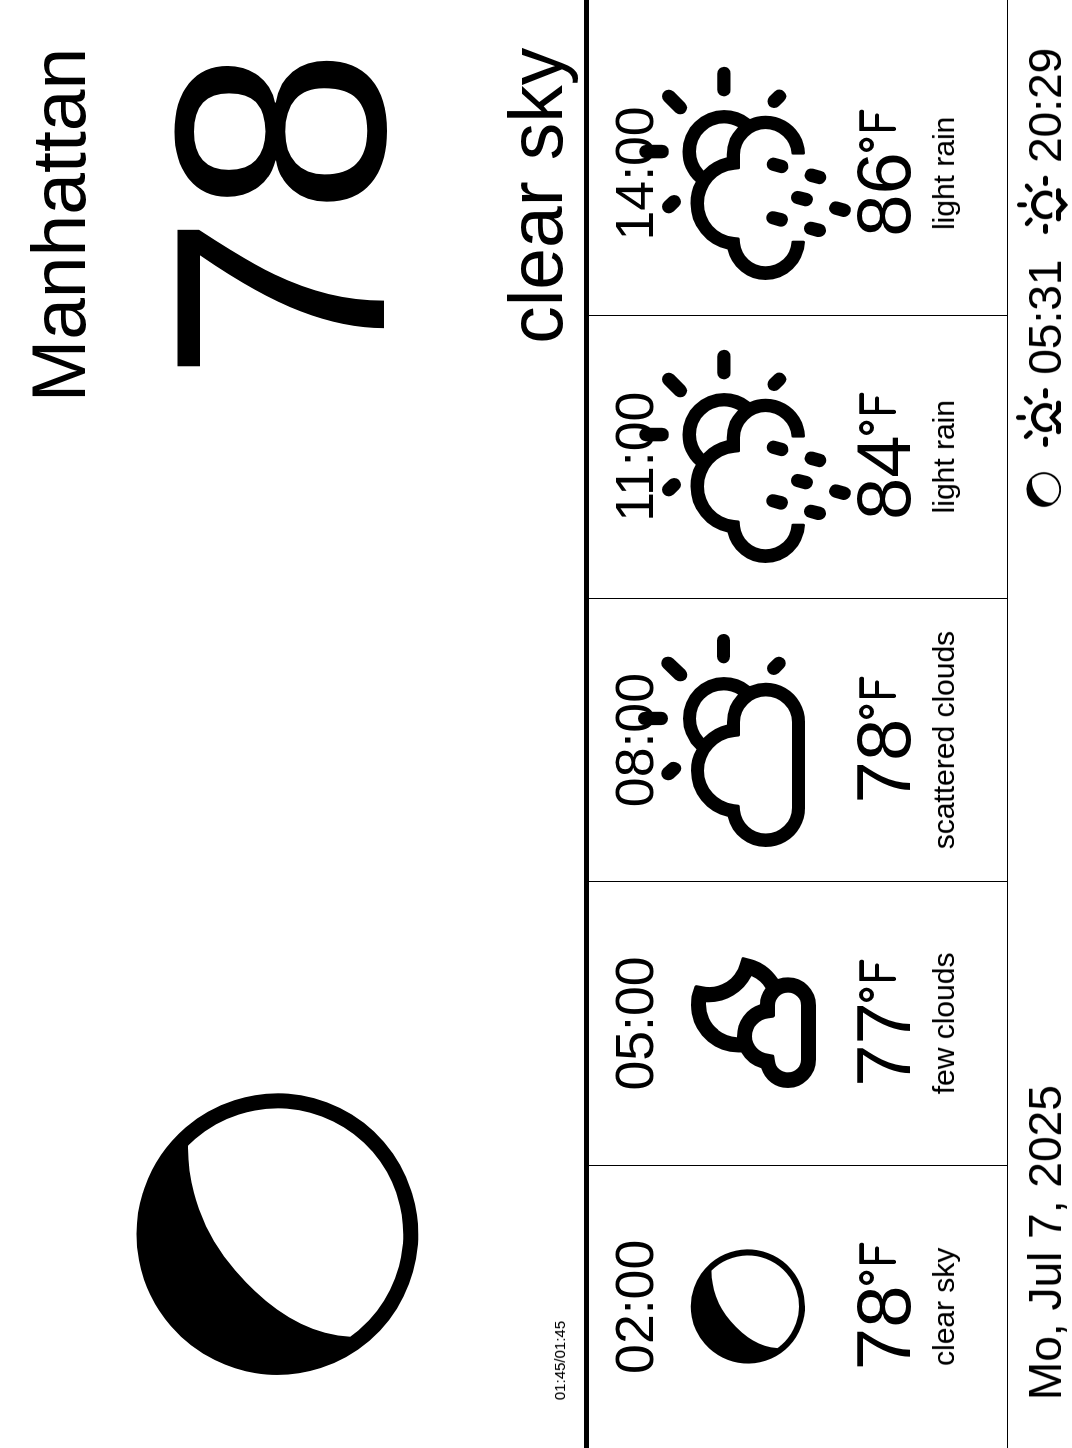 Manhattan
78
clear sky
01:45/01:45
02:00
78°F
clear sky
05:00
77°F
few clouds
08:00
78°F
scattered clouds
11:00
84°F
light rain
14:00
86°F
light rain
Mo, Jul 7, 2025
05:31 20:29